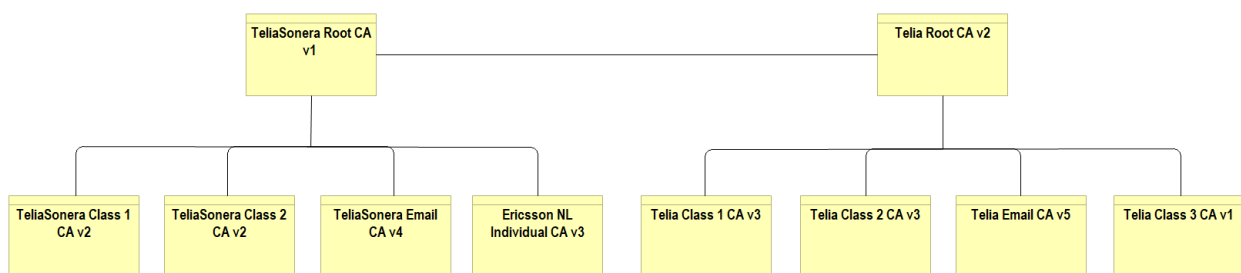 TeliaSonera Root CA
v1
Telia Root CA v2
TeliaSonera Class 1
CA v2
TeliaSonera Class 2
CA v2
TeliaSonera Email
CA v4
Ericsson NL
Individual CA v3
Telia Class 1 CA v3
Telia Class 2 CA v3
Telia Email CA v5
Telia Class 3 CA v1